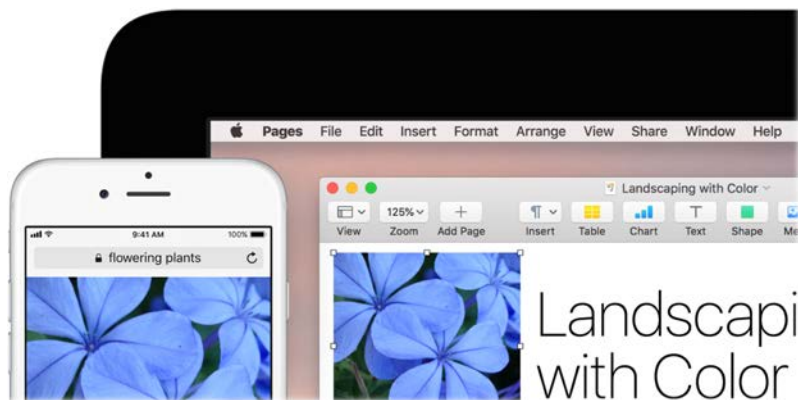 Pages File Edit Insert Format Arrange View Share Window Help
Landscaping with Color
125%
View Zoom Add Page Insert Table Chart Text Shape
9:41 AM 100%
flowering plants
Landscapi
with Color